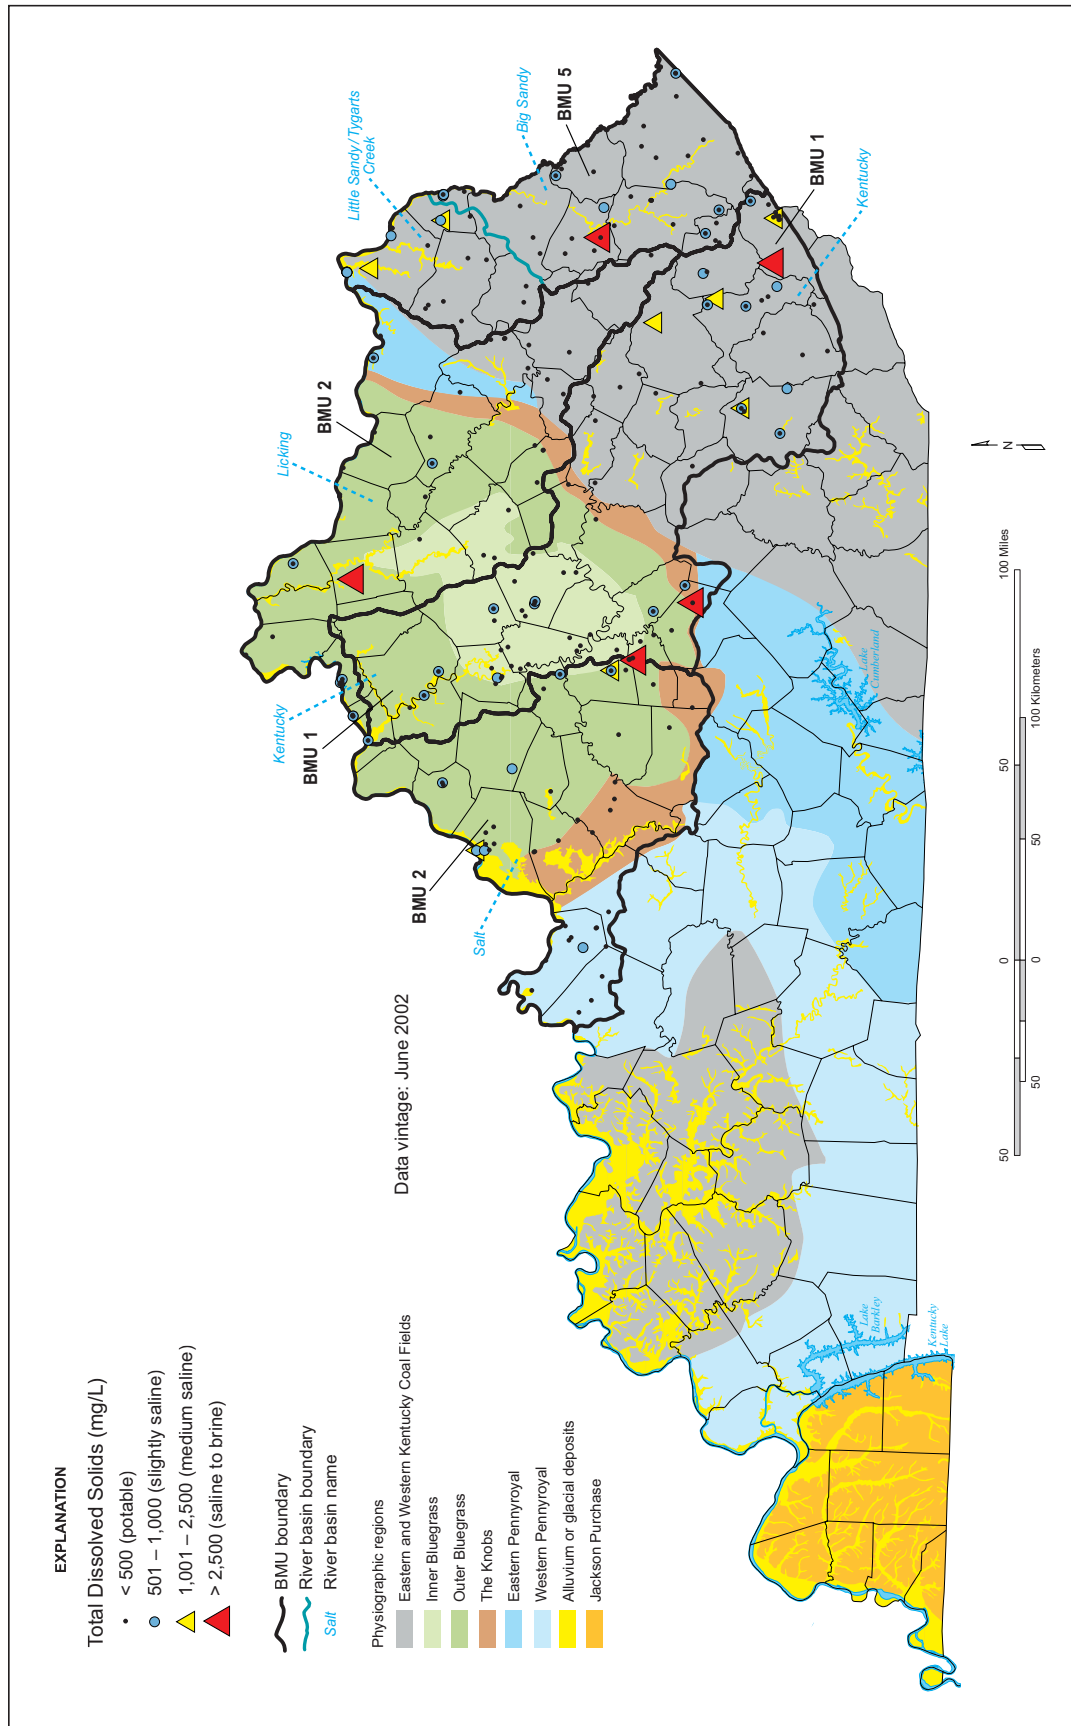 EXPLANATION
Total Dissolved Solids (mg/L)
< 500 (potable)
501 – 1,000 (slightly saline)
1,001 – 2,500 (medium saline)
> 2,500 (saline to brine)
BMU boundary
River basin boundary
Salt River basin name
Physiographic regions
Eastern and Western Kentucky Coal Fields
Inner Bluegrass
Outer Bluegrass
The Knobs
Eastern Pennyroyal
Western Pennyroyal
Alluvium or glacial deposits
Jackson Purchase
Data vintage: June 2002
Salt
BMU 2
Kentucky
BMU 1
Licking
BMU 2
Little Sandy/Tygarts
Creek
Big Sandy
BMU 5
BMU 1
Kentucky
Lake
Cumberland
Lake
Barkley
Kentucky
Lake
50 0 50 100 Miles
50 0 50 100 Kilometers
N